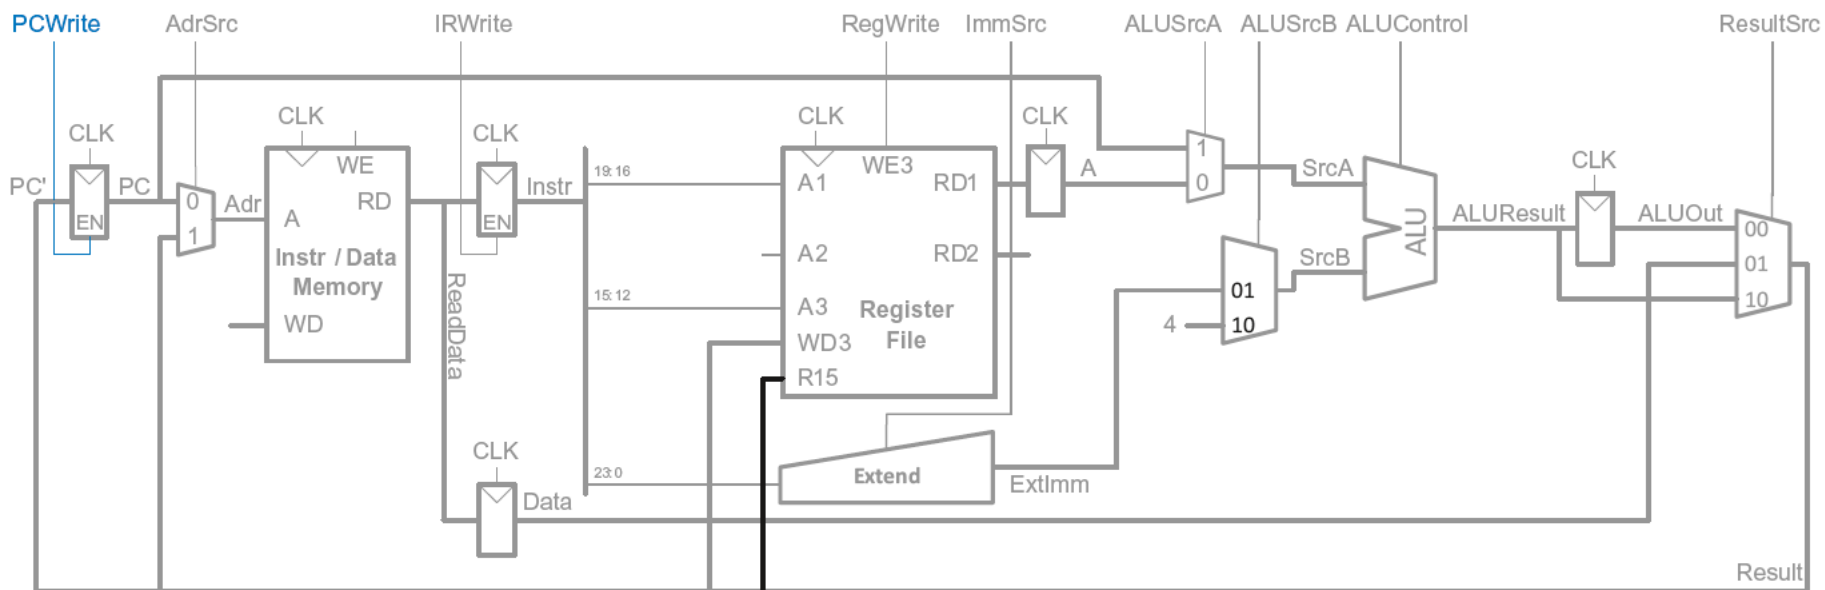 PCWrite AdrSrc IRWrite RegWrite ImmSrc ALUSrcA ALUSrcB ALUControl ResultSrc
CLK CLK CLK CLK CLK CLK
WE WE3
PC' PC EN
0
1
Adr
A RD
Instr / Data
Memory
WD
EN
Instr
ReadData
19:16
15:12
23:0
A1 RD1
A2 RD2
A3
Register
File
WD3
R15
A
1
0
SrcA
01
10
4
SrcB
ALU
ALUResult
ALUOut
00
01
10
CLK
Data
Extend
ExtImm
Result